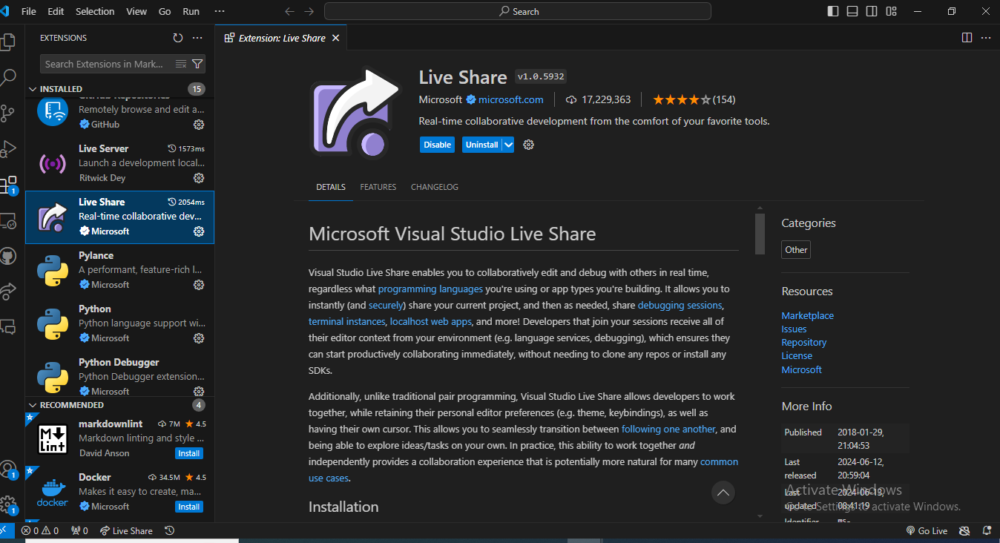 File Edit Selection View Go Run ···
Search
EXTENSIONS
Search Extensions in Mark...
INSTALLED 15
GitHub Repositories
Remotely browse and edit a...
GitHub
Live Server 1573ms
Launch a development local...
Ritwick Dey
1
Live Share 2054ms
Real-time collaborative dev...
Microsoft
Pylance
A performant, feature-rich l...
Microsoft
Python
Python language support wi...
Microsoft
Python Debugger
Python Debugger extension...
Microsoft
RECOMMENDED 4
markdownlint 7M 4.5
Markdown linting and style ...
David Anson Install
M Lint
1
Docker 34.5M 4.5
Makes it easy to create, ma...
Microsoft Install
docker
1
Extension: Live Share
Live Share v1.0.5932
Microsoft microsoft.com 17,229,363 (154)
Real-time collaborative development from the comfort of your favorite tools.
Disable Uninstall
DETAILS FEATURES CHANGELOG
Microsoft Visual Studio Live Share
Visual Studio Live Share enables you to collaboratively edit and debug with others in real time,
regardless what programming languages you're using or app types you're building. It allows you to
instantly (and securely) share your current project, and then as needed, share debugging sessions,
terminal instances, localhost web apps, and more! Developers that join your sessions receive all of
their editor context from your environment (e.g. language services, debugging), which ensures they
can start productively collaborating immediately, without needing to clone any repos or install any
SDKs.
Additionally, unlike traditional pair programming, Visual Studio Live Share allows developers to work
together, while retaining their personal editor preferences (e.g. theme, keybindings), as well as
having their own cursor. This allows you to seamlessly transition between following one another, and
being able to explore ideas/tasks on your own. In practice, this ability to work together and
independently provides a collaboration experience that is potentially more natural for many common
use cases.
Installation
Categories
Other
Resources
Marketplace
Issues
Repository
License
Microsoft
More Info
Published 2018-01-29,
21:04:53
Last 2024-06-12,
released 20:59:04
Last 2024-06-13,
updated 08:41:19
Identifier ms-
Activate Windows
Go to Settings to activate Windows.
0 0 0 Live Share
Go Live